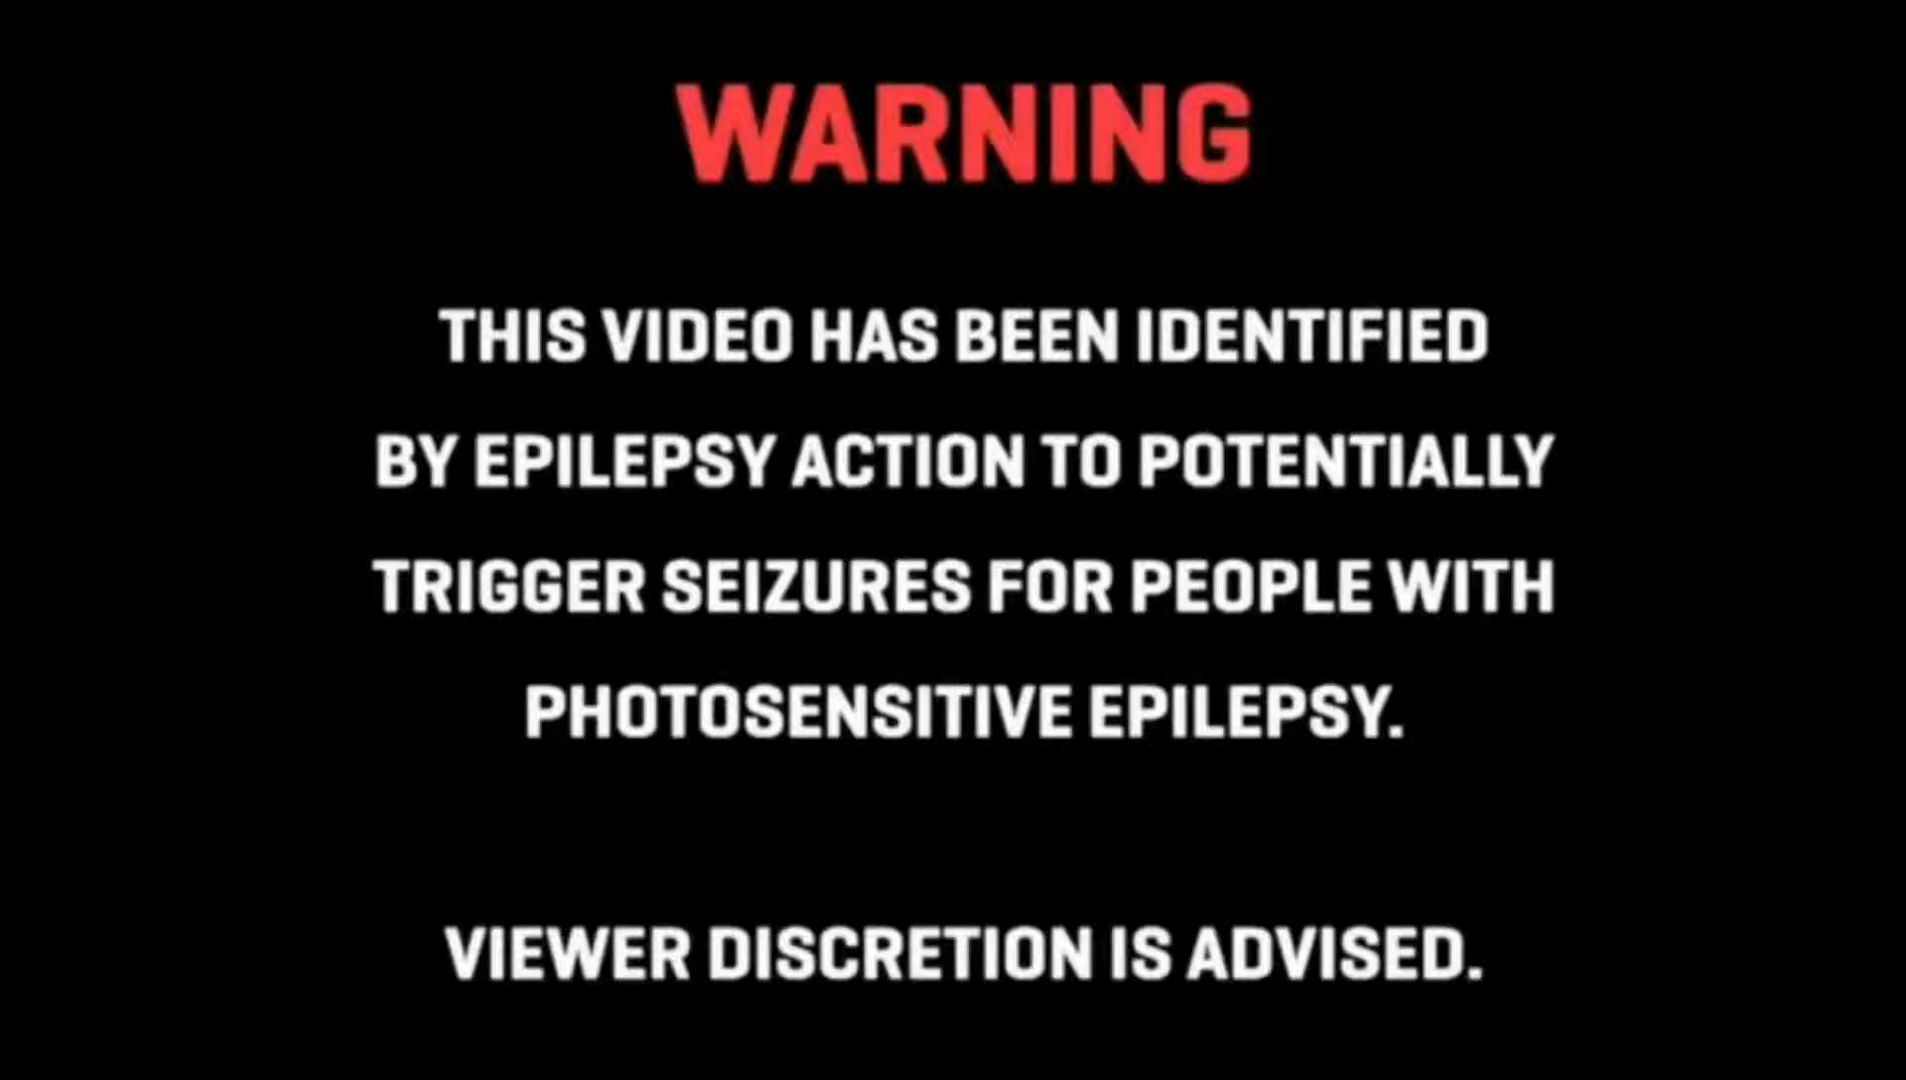 WARNING
THIS VIDEO HAS BEEN IDENTIFIED
BY EPILEPSY ACTION TO POTENTIALLY
TRIGGER SEIZURES FOR PEOPLE WITH
PHOTOSENSITIVE EPILEPSY.
VIEWER DISCRETION IS ADVISED.